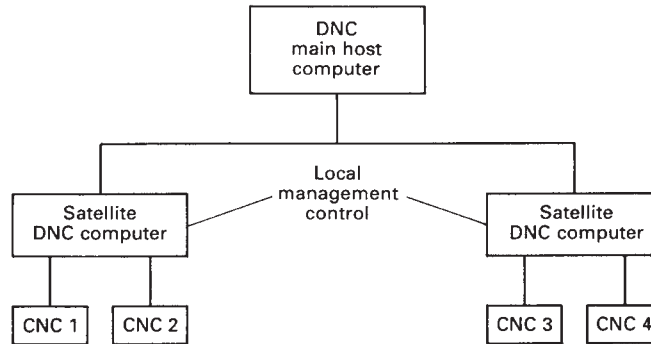 DNC
main host
computer
Local
management
control
Satellite
DNC computer
Satellite
DNC computer
CNC 1
CNC 2
CNC 3
CNC 4